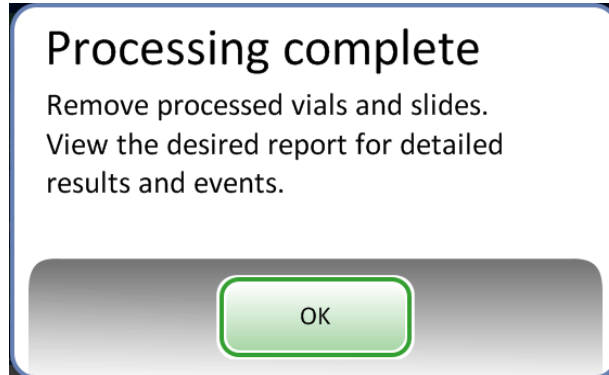 Processing complete
Remove processed vials and slides.
View the desired report for detailed
results and events.
OK